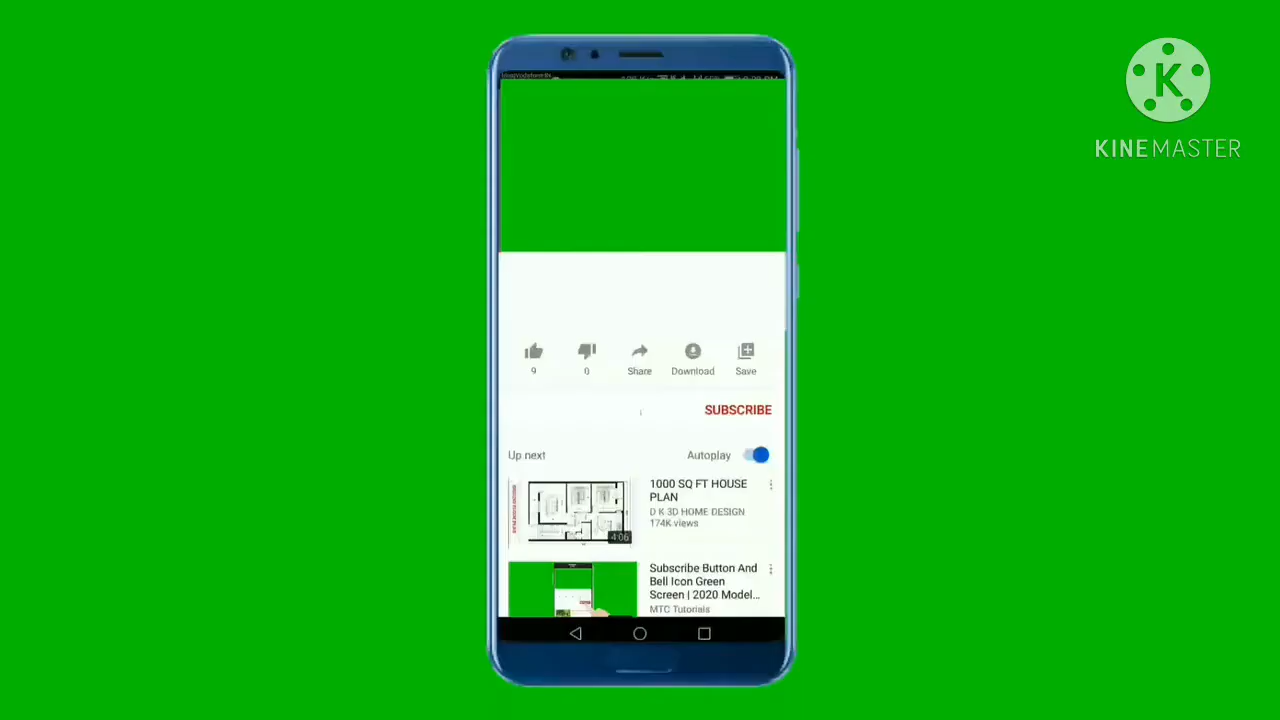 KINEMASTER
9
0
Share
Download
Save
SUBSCRIBE
Up next
Autoplay
1000 SQ FT HOUSE
PLAN
D K 3D HOME DESIGN
174K views
4:06
Subscribe Button And
Bell Icon Green
Screen | 2020 Model...
MTC Tutorials